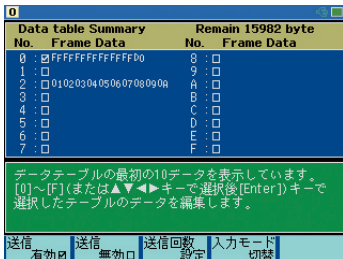 0
Data table Summary Remain 15982 byte
No. Frame Data No. Frame Data
0 :☑FFFFFFFFFFFFFFD0 8 :□
1 :□ 9 :□
2 :□0102030405060708090A A :□
3 :□ B :□
4 :□ C :□
5 :□ D :□
6 :□ E :□
7 :□ F :□
データテーブルの最初の10データを表示しています。
[0]~[F](または▲▼◀▶キーで選択後[Enter])キーで
選択したテーブルのデータを編集します。
送信 送信 送信回数 入力モード
有効☑ 無効□ 設定 切替